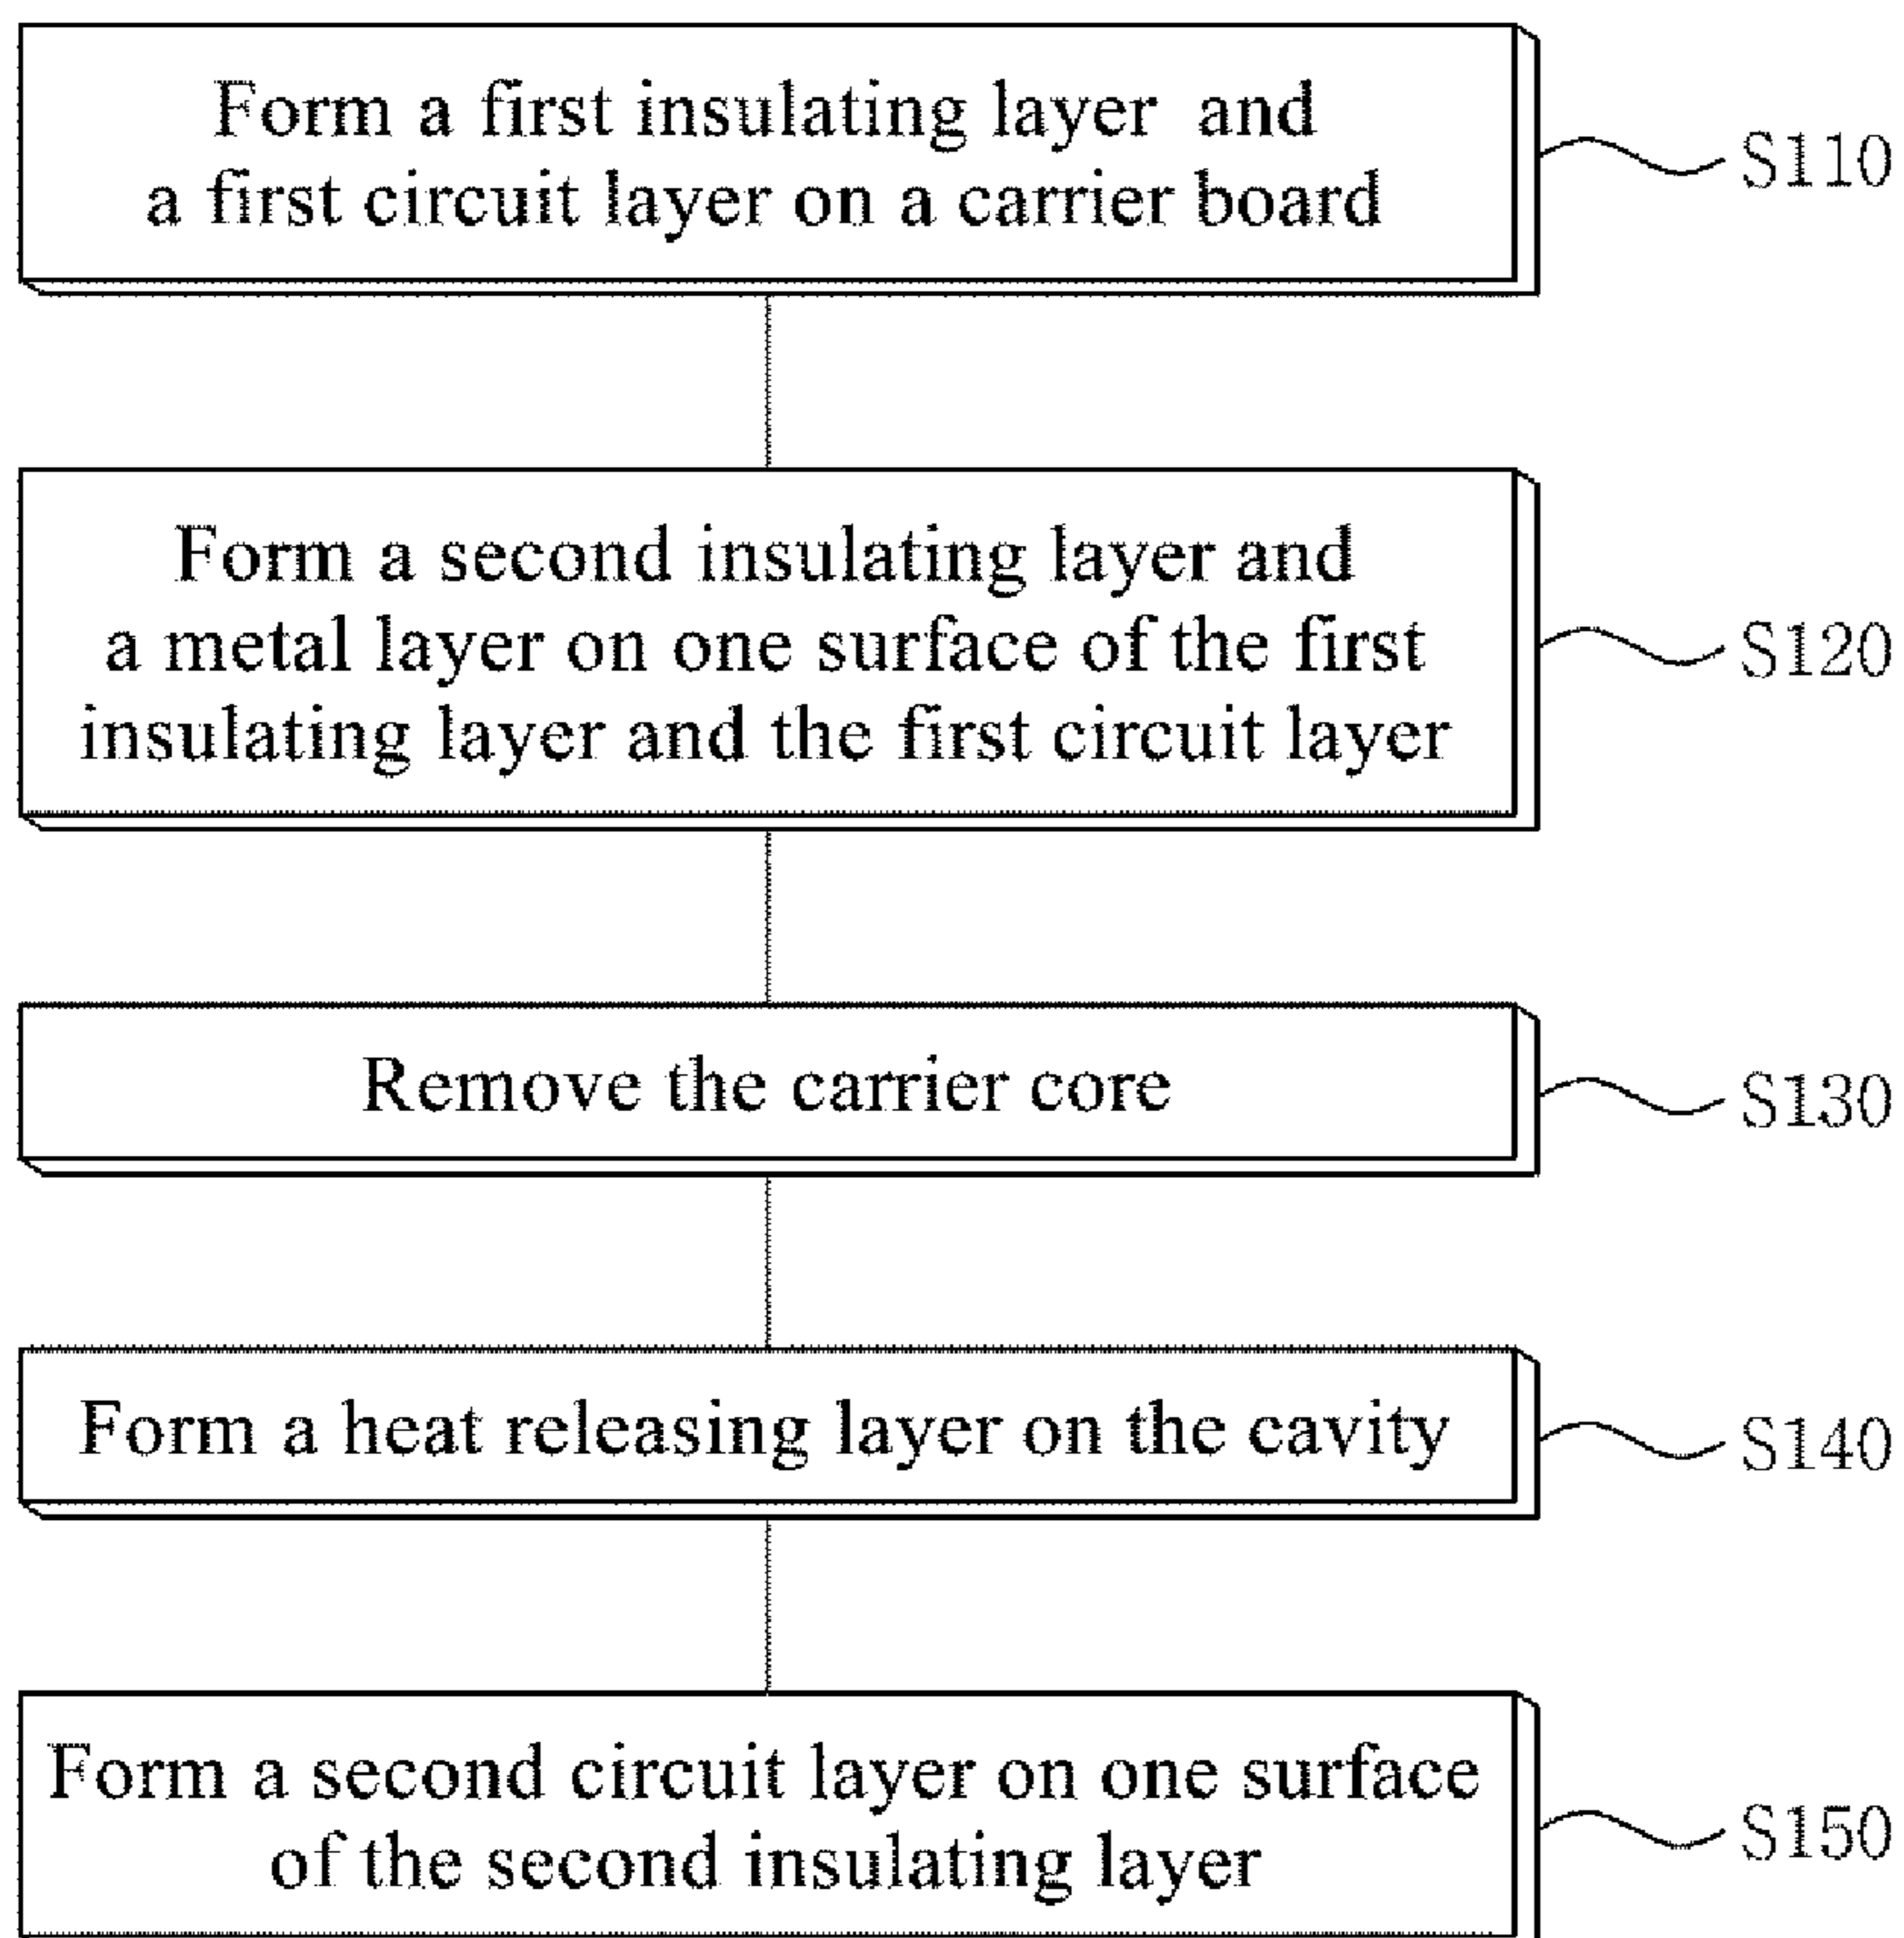 Form a first insulating layer and
a first circuit layer on a carrier board
S110
Form a second insulating layer and
a metal layer on one surface of the first
insulating layer and the first circuit layer
S120
Remove the carrier core
S130
Form a heat releasing layer on the cavity
S140
Form a second circuit layer on one surface
of the second insulating layer
S150